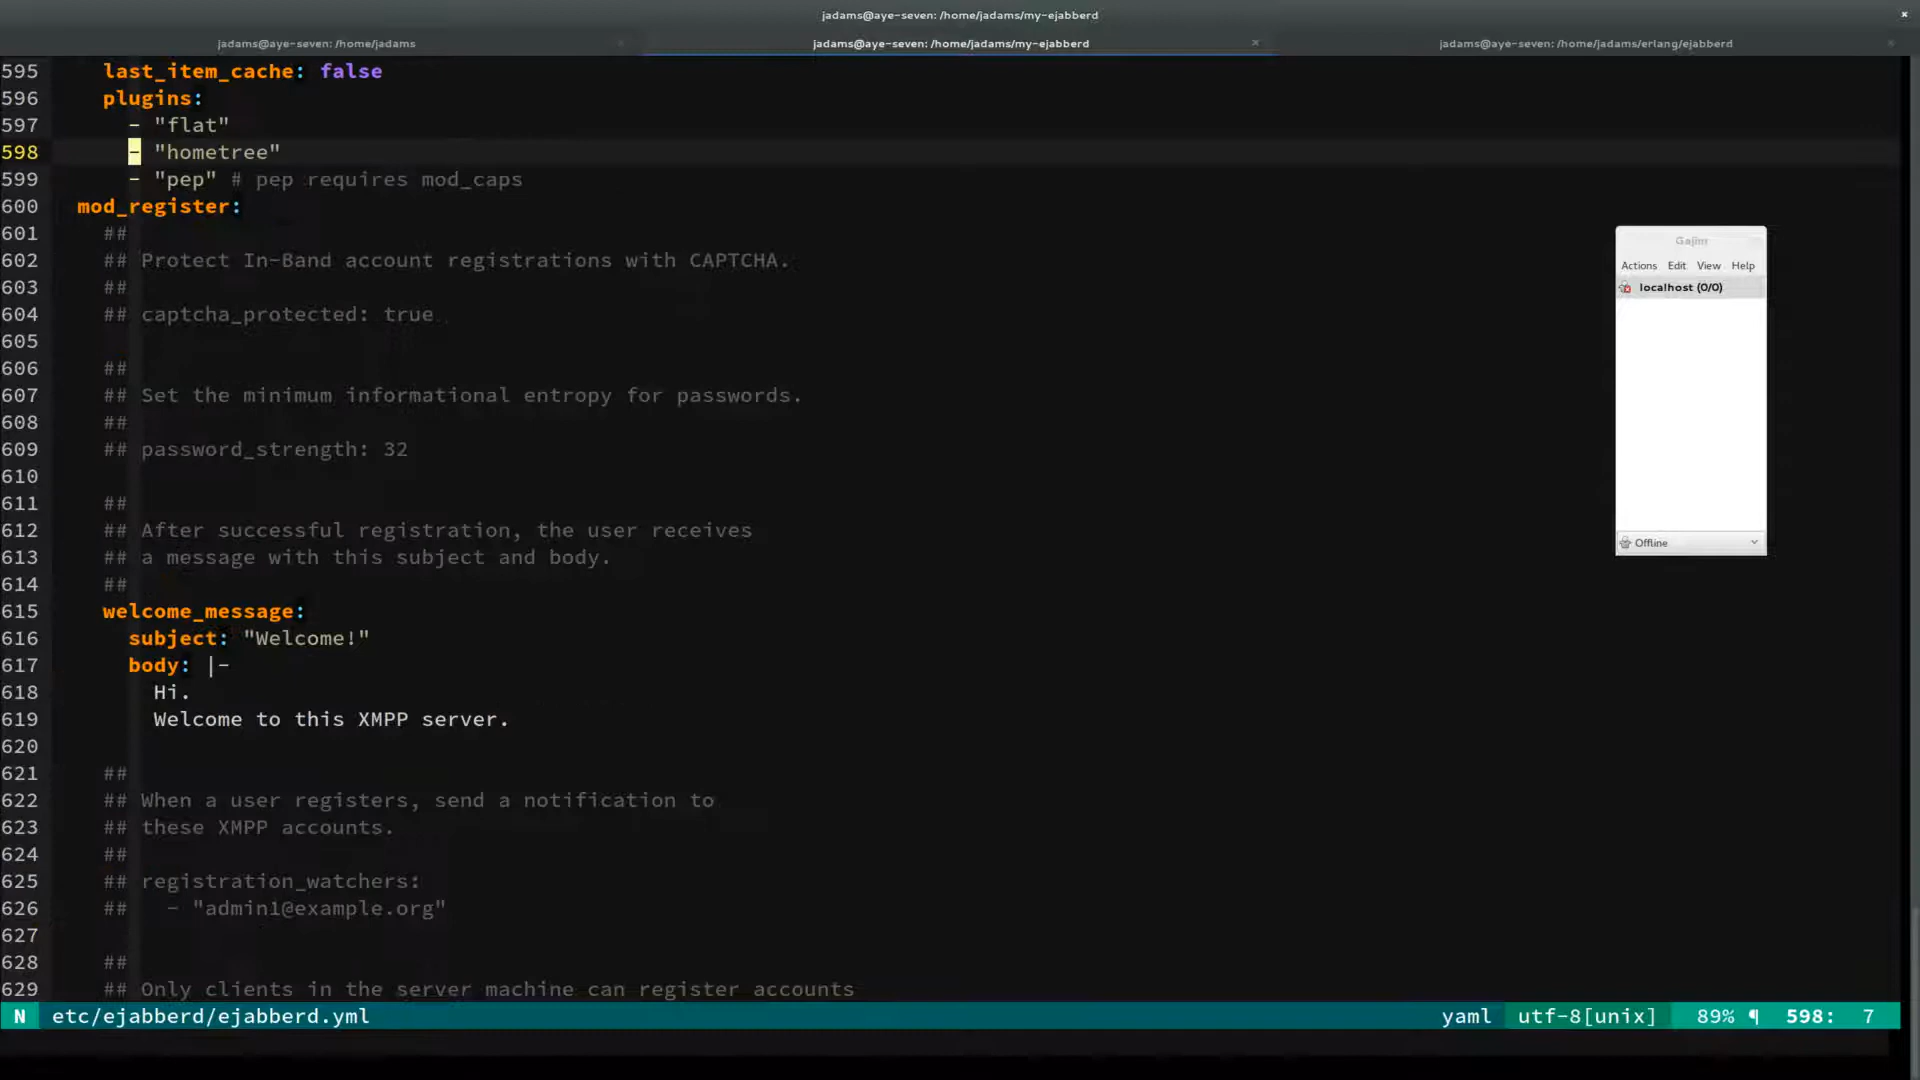 jadams@aye-seven: /home/jadams/my-ejabberd
jadams@aye-seven: /home/jadams
jadams@aye-seven: /home/jadams/my-ejabberd
jadams@aye-seven: /home/jadams/erlang/ejabberd
595 last_item_cache: false
596 plugins:
597 - "flat"
598 - "hometree"
599 - "pep" # pep requires mod_caps
600 mod_register:
601 ##
602 ## Protect In-Band account registrations with CAPTCHA.
603 ##
604 ## captcha_protected: true
605
606 ##
607 ## Set the minimum informational entropy for passwords.
608 ##
609 ## password_strength: 32
610
611 ##
612 ## After successful registration, the user receives
613 ## a message with this subject and body.
614 ##
615 welcome_message:
616 subject: "Welcome!"
617 body: |-
618 Hi.
619 Welcome to this XMPP server.
620
621 ##
622 ## When a user registers, send a notification to
623 ## these XMPP accounts.
624 ##
625 ## registration_watchers:
626 ## - "admin1@example.org"
627
628 ##
629 ## Only clients in the server machine can register accounts
N etc/ejabberd/ejabberd.yml yaml utf-8[unix] 89% ¶ 598: 7
Gajim
Actions Edit View Help
localhost (0/0)
Offline